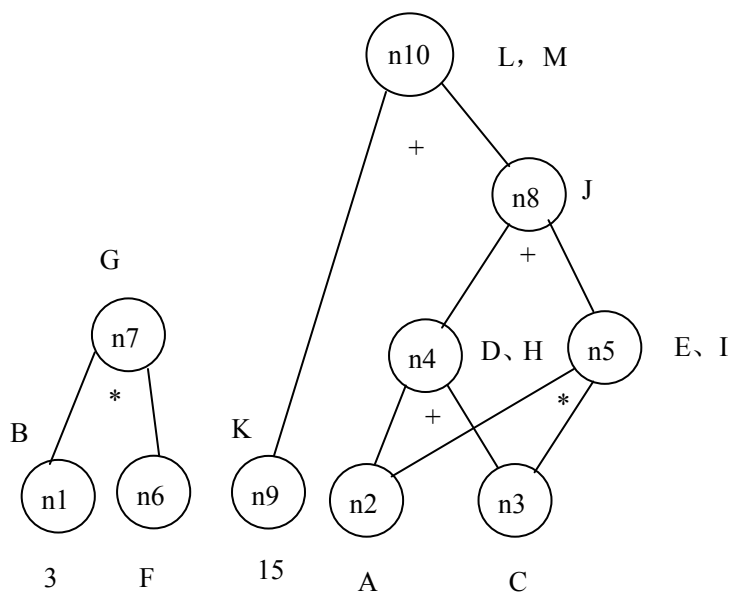 n10 L，M
+
n8 J
+
G
n7
*
n4 D、H n5 E、I
+ *
B K
n1 n6 n9 n2 n3
3 F 15 A C